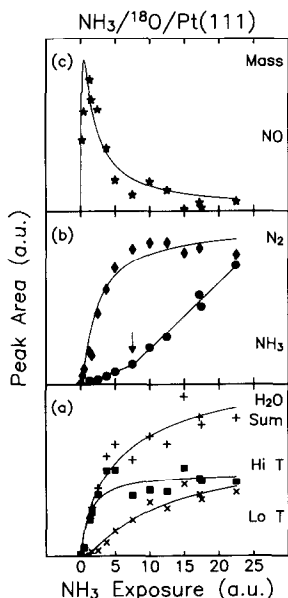 NH₃/¹⁸O/Pt(111)
(c)
Mass
NO
Peak Area (a.u.)
(b)
N₂
NH₃
(a)
H₂O
Sum
Hi T
Lo T
0 5 10 15 20 25
NH₃ Exposure (a.u.)